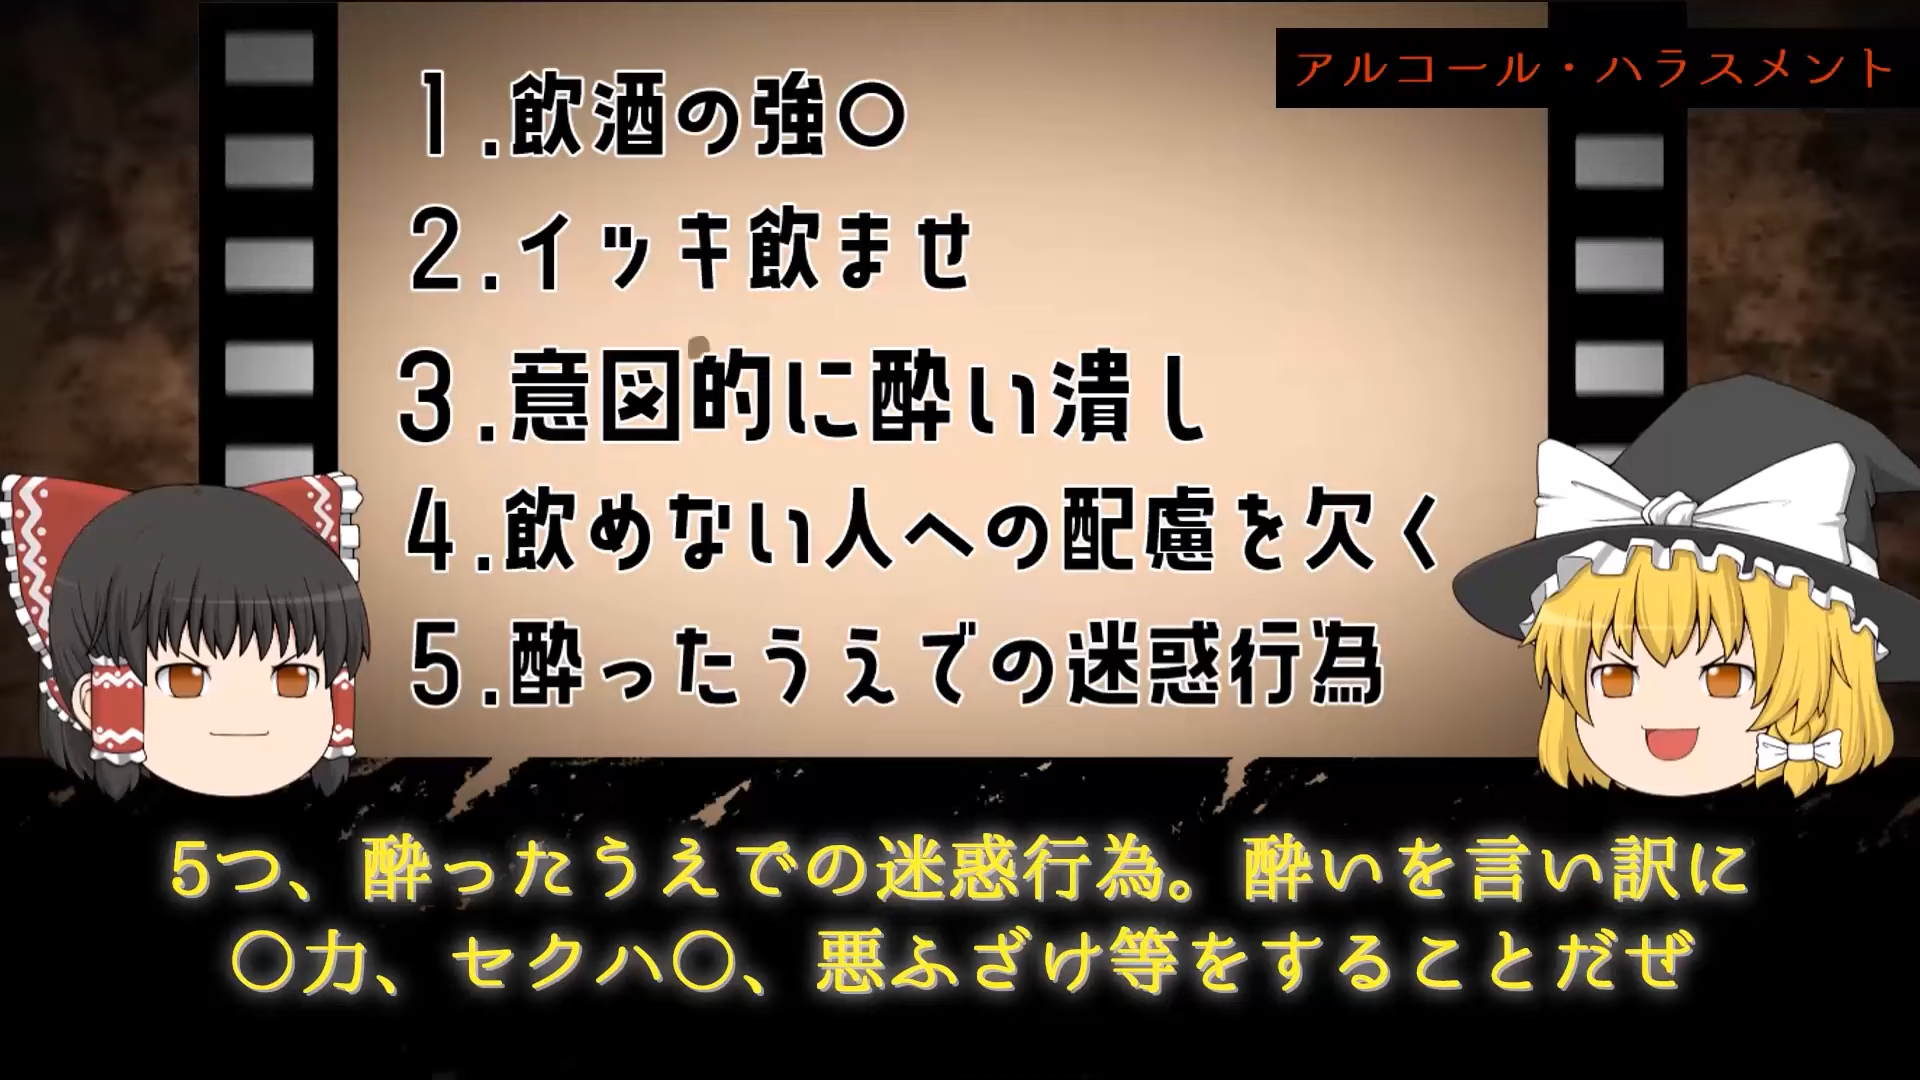 アルコール・ハラスメント
1.飲酒の強〇
2.イッキ飲ませ
3.意図的に酔い潰し
4.飲めない人への配慮を欠く
5.酔ったうえでの迷惑行為
5つ、酔ったうえでの迷惑行為。酔いを言い訳に
〇力、セクハ〇、悪ふざけ等をすることだぜ